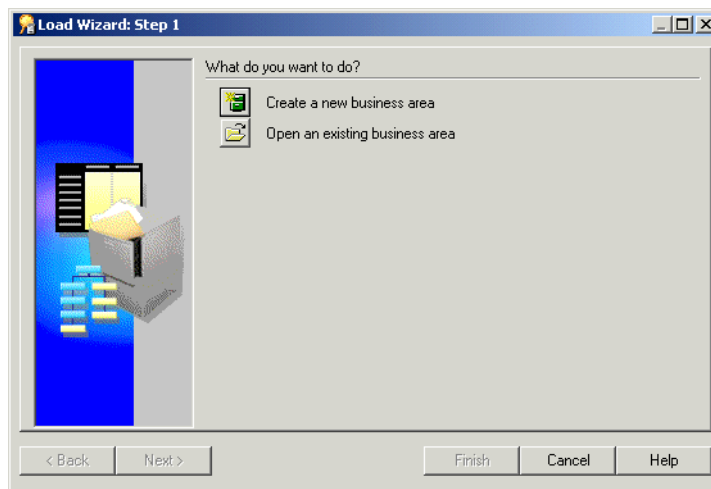 Load Wizard: Step 1
What do you want to do?
Create a new business area
Open an existing business area
< Back Next > Finish Cancel Help